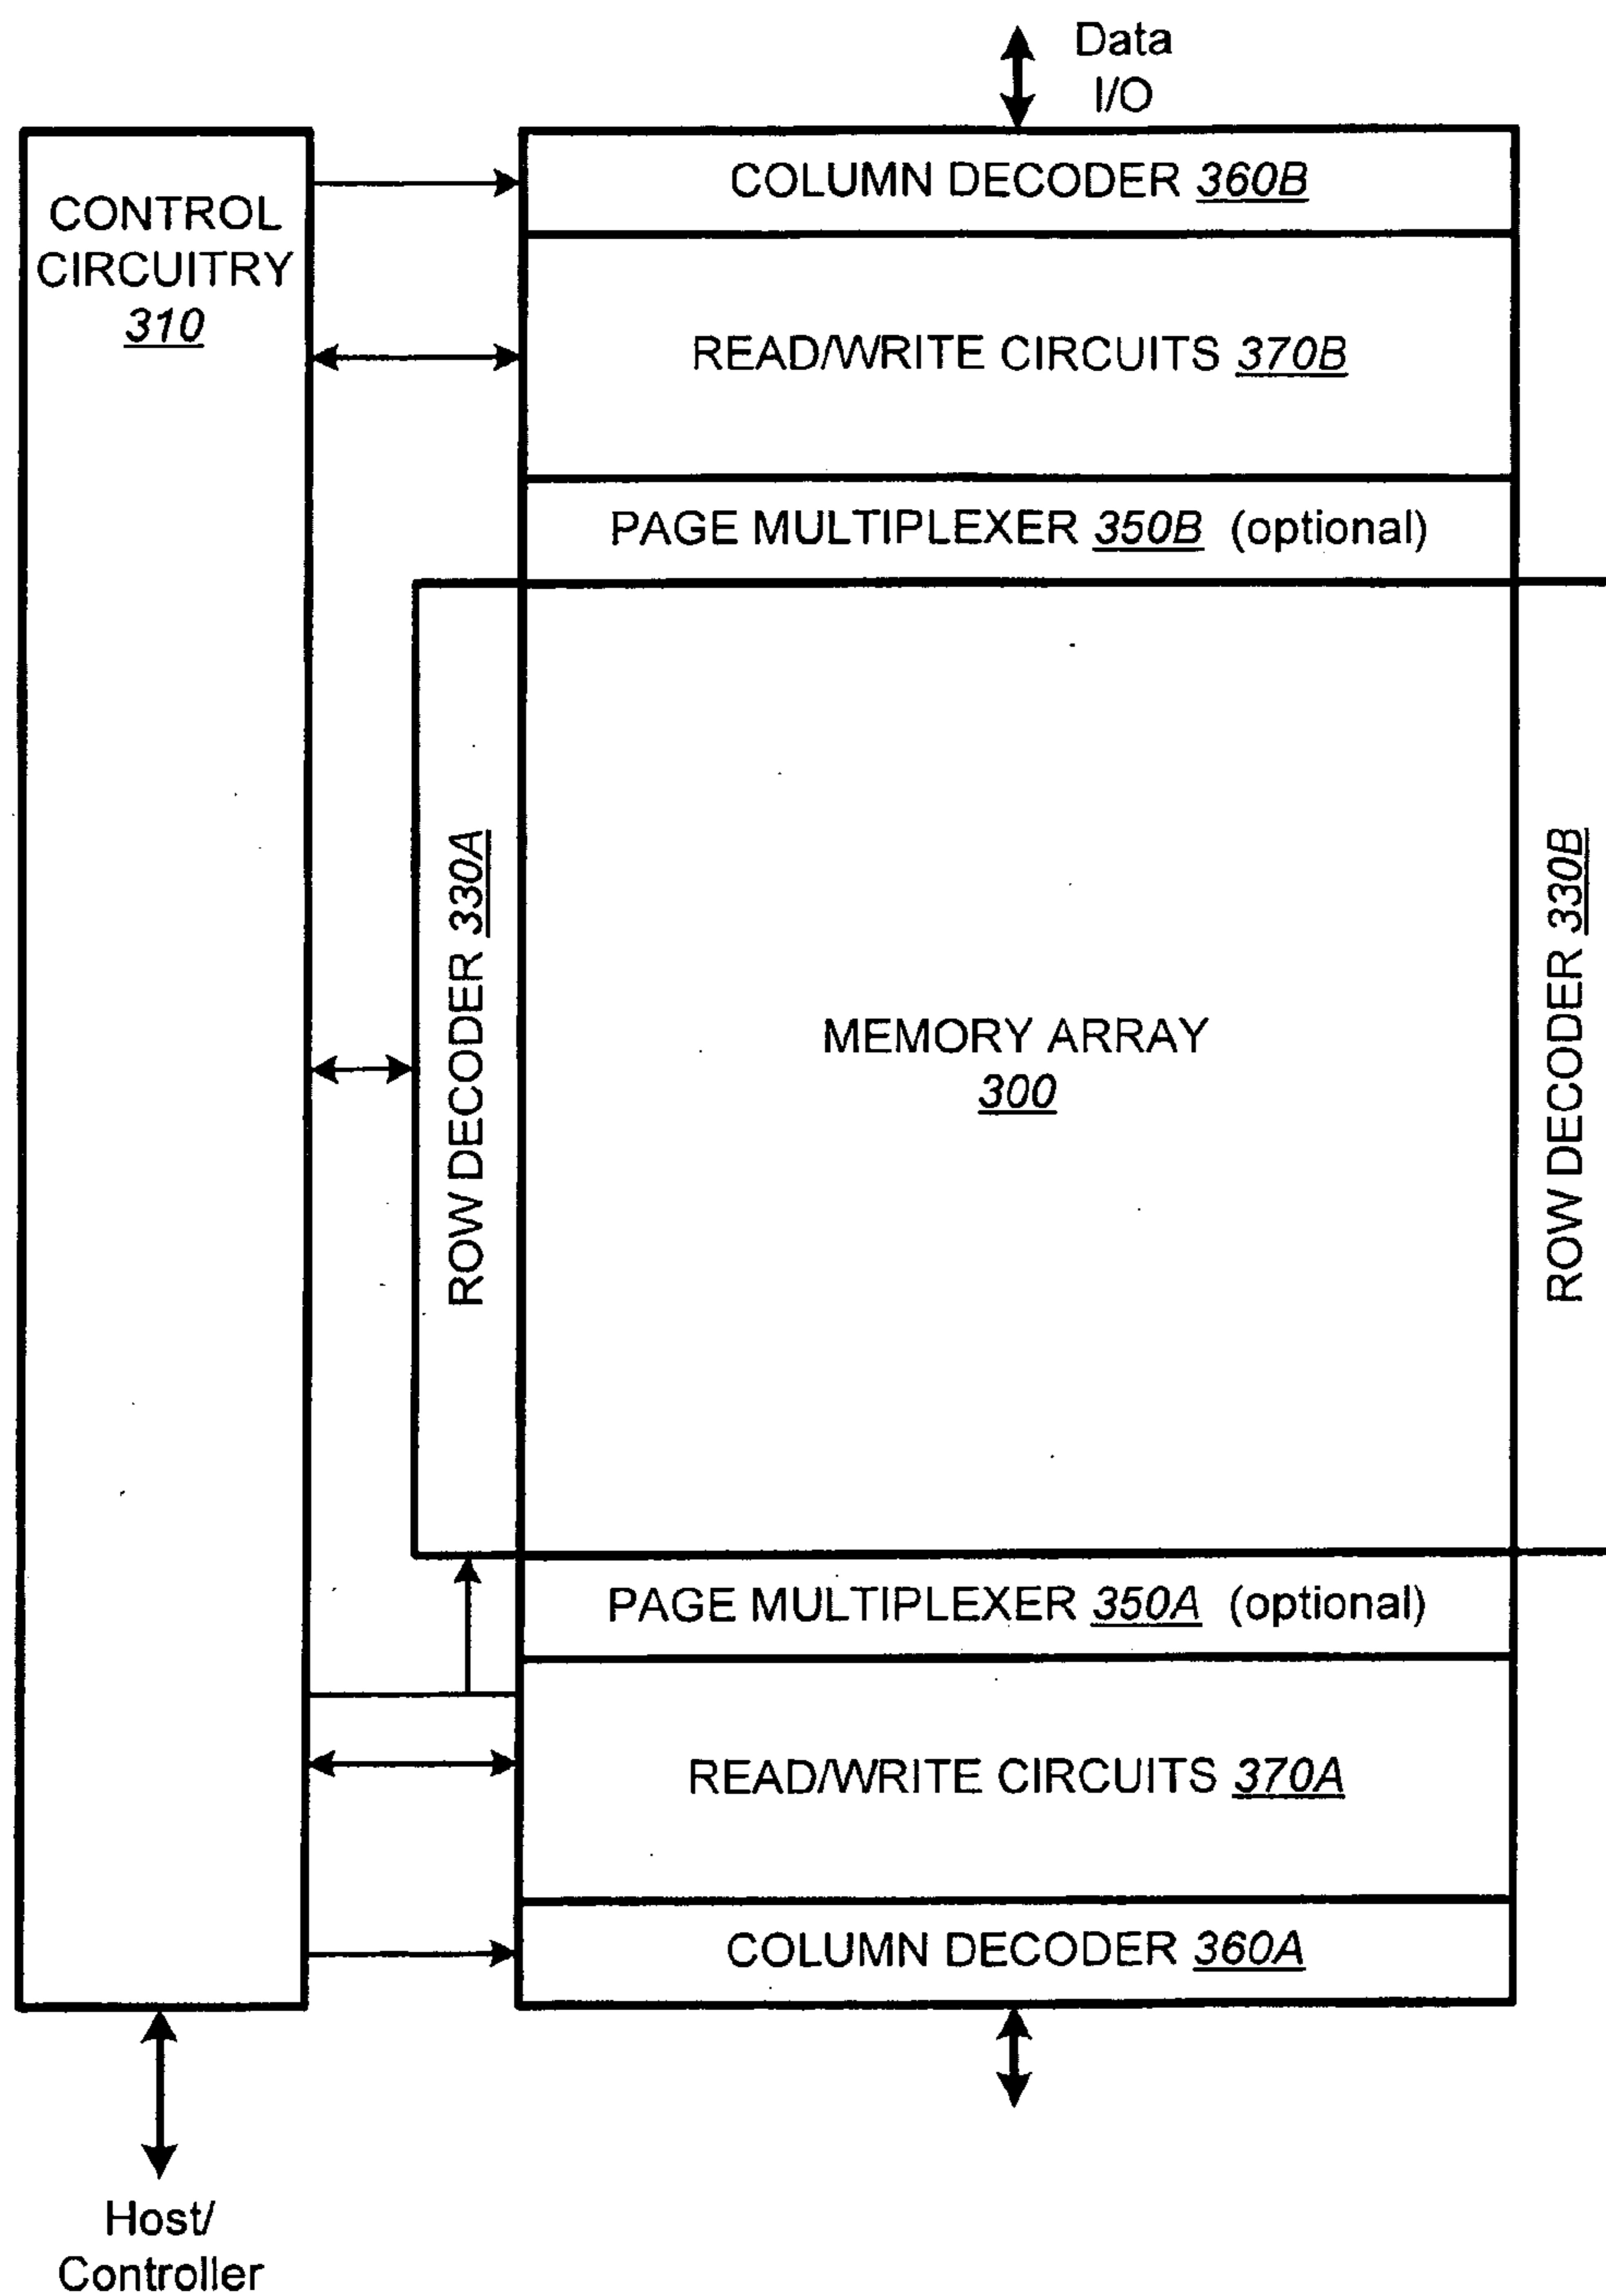 Data
I/O
COLUMN DECODER 360B
CONTROL
CIRCUITRY
310
READ/WRITE CIRCUITS 370B
PAGE MULTIPLEXER 350B (optional)
ROW DECODER 330A
MEMORY ARRAY
300
ROW DECODER 330B
PAGE MULTIPLEXER 350A (optional)
READ/WRITE CIRCUITS 370A
COLUMN DECODER 360A
Host/
Controller